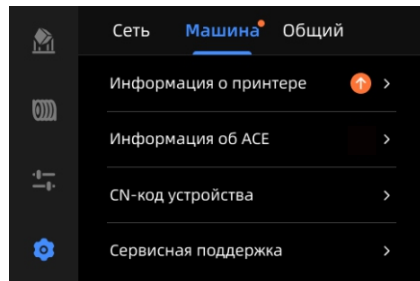 Сеть Машина Общий
Информация о принтере
Информация об ACE
CN-код устройства
Сервисная поддержка